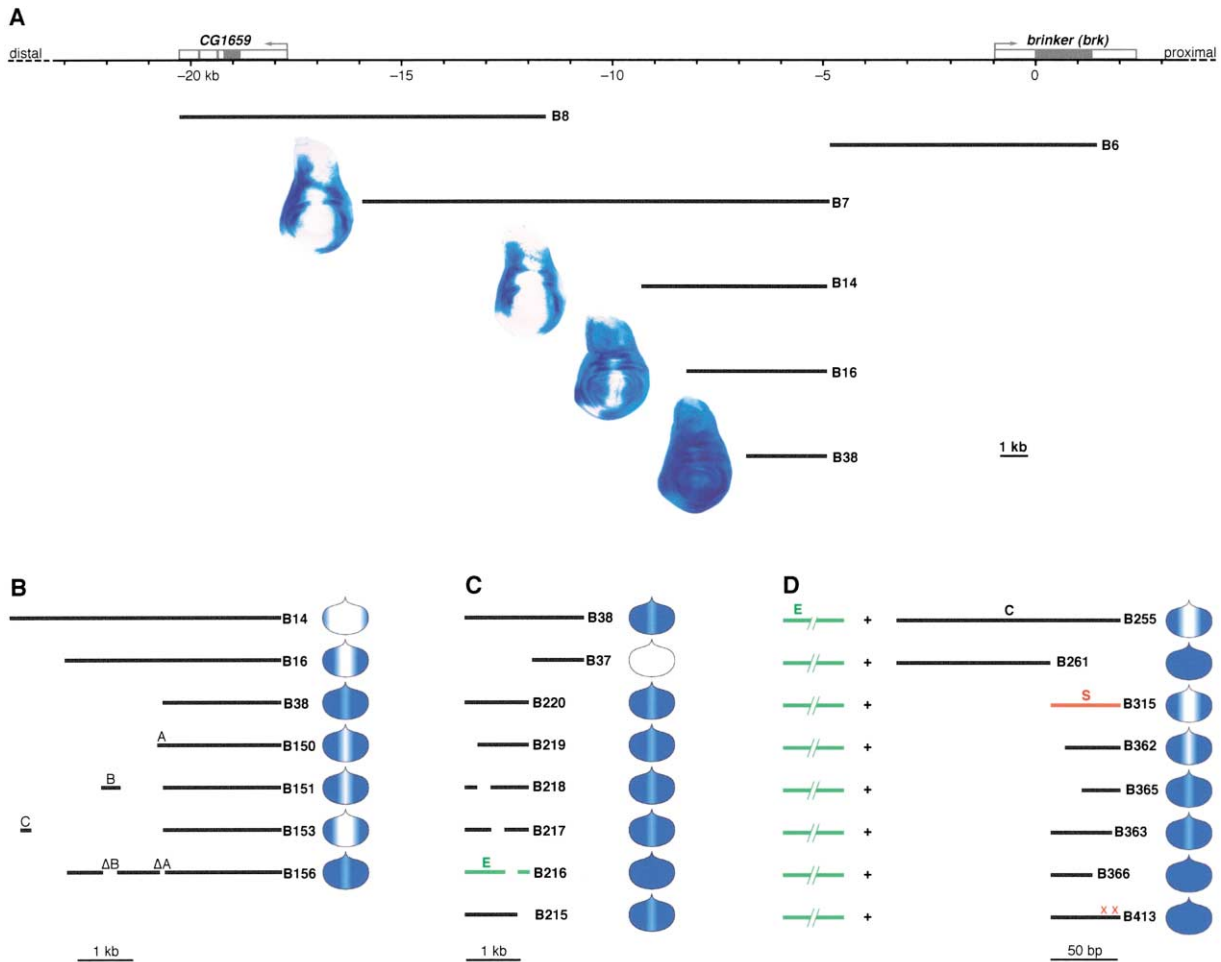 A
CG1659
brinker (brk)
distal
proximal
−20 kb
−15
−10
−5
0
B8
B6
B7
B14
B16
B38
1 kb
B
B14
B16
B38
A
B150
B
B151
C
B153
ΔB
ΔA
B156
1 kb
C
B38
B37
B220
B219
B218
B217
E
B216
B215
1 kb
D
E
+
C
B255
+
B261
+
S
B315
+
B362
+
B365
+
B363
+
B366
+
x x
B413
50 bp